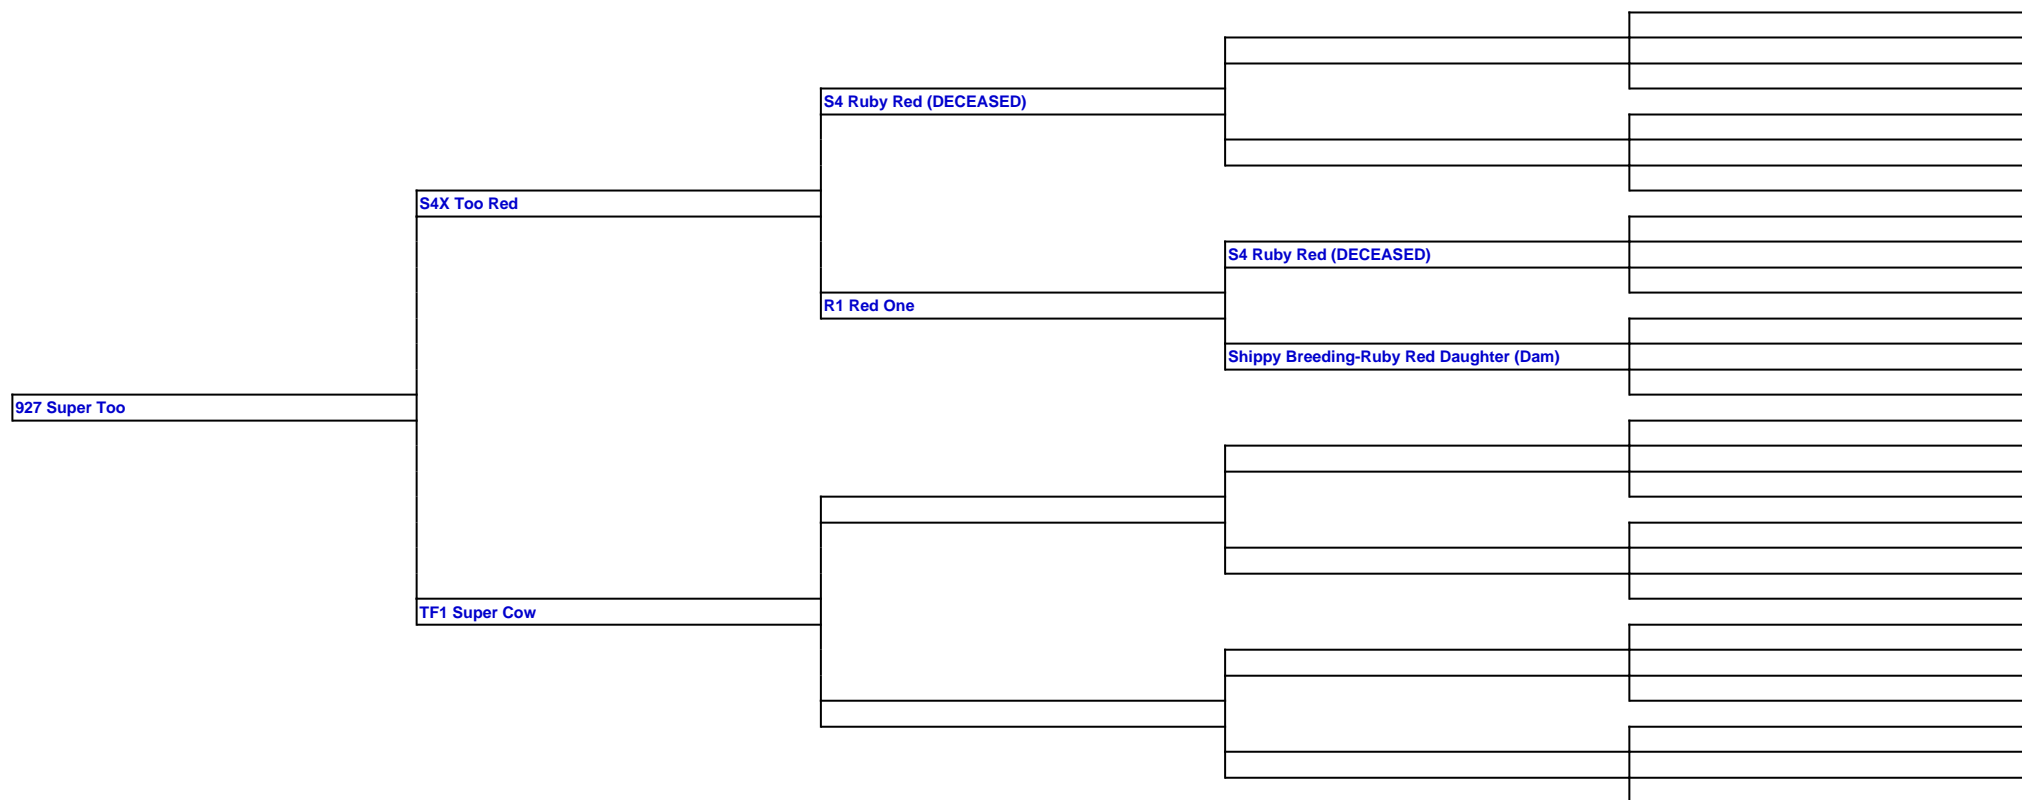 S4 Ruby Red (DECEASED)
S4X Too Red
S4 Ruby Red (DECEASED)
R1 Red One
Shippy Breeding-Ruby Red Daughter (Dam)
927 Super Too
TF1 Super Cow